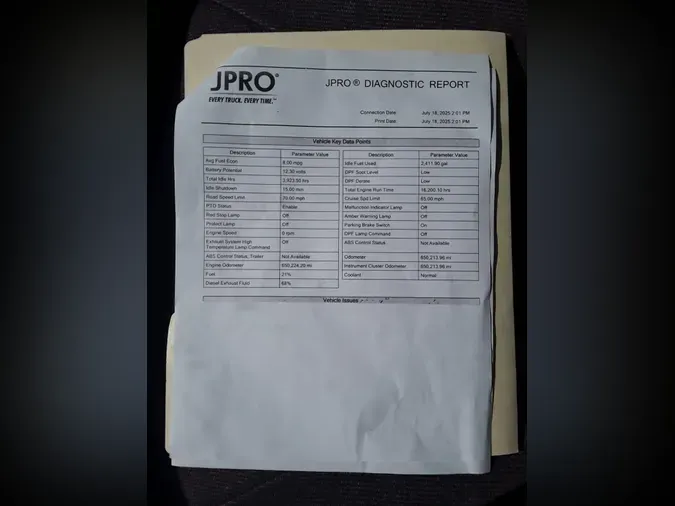 JPRO®
EVERY TRUCK. EVERY TIME.™
JPRO® DIAGNOSTIC REPORT
Connection Date July 18, 2025 2:01 PM
Print Date July 18, 2025 2:01 PM
Vehicle Key Data Points
Description Parameter Value Description Parameter Value
Avg Fuel Econ 8.00 mpg Idle Fuel Used 2,411.90 gal
Battery Potential 12.30 volts DPF Soot Level Low
Total Idle Hrs 3,923.50 hrs DPF Derate Low
Idle Shutdown 15.00 min Total Engine Run Time 16,200.10 hrs
Road Speed Limit 70.00 mph Cruise Spd Limit 65.00 mph
PTO Status Enable Malfunction Indicator Lamp Off
Red Stop Lamp Off Amber Warning Lamp Off
Protect Lamp Off Parking Brake Switch On
Engine Speed 0 rpm DPF Lamp Command Off
Exhaust System High Temperature Lamp Command Off ABS Control Status Not Available
ABS Control Status, Trailer Not Available Odometer 650,213.96 mi
Engine Odometer 650,224.20 mi Instrument Cluster Odometer 650,213.96 mi
Fuel 21% Coolant Normal
Diesel Exhaust Fluid 68%
Vehicle Issues